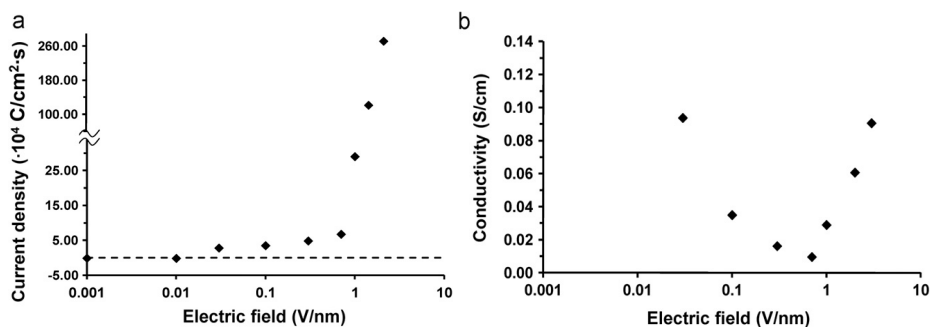 a
Current density (·10⁴ C/cm²·s)
260.00
180.00
100.00
25.00
15.00
5.00
-5.00
0.001 0.01 0.1 1 10
Electric field (V/nm)
b
Conductivity (S/cm)
0.14
0.12
0.10
0.08
0.06
0.04
0.02
0.00
0.001 0.01 0.1 1 10
Electric field (V/nm)